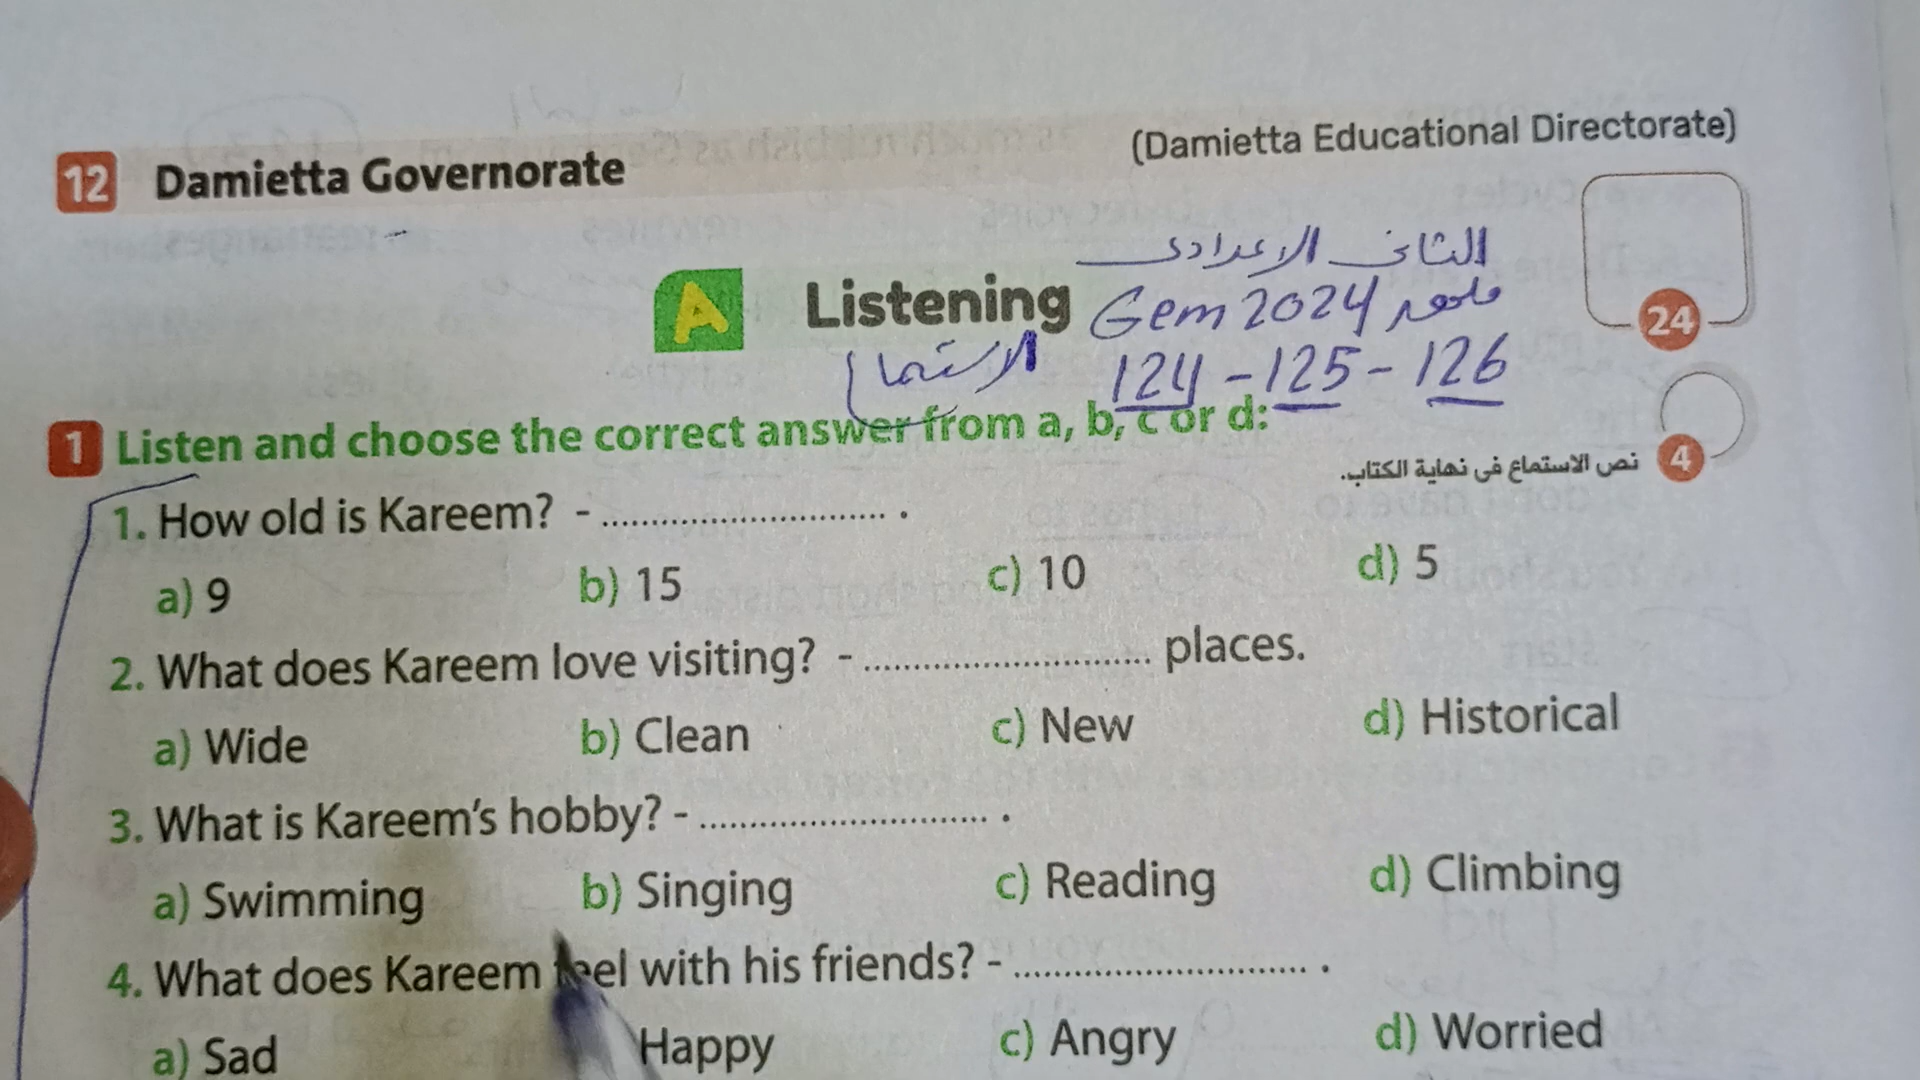 12 Damietta Governorate (Damietta Educational Directorate)
الثانى الاعدادى
A Listening
Gem 2024 ملحق
24
الاستماع
124 - 125 - 126
1 Listen and choose the correct answer from a, b, c or d:
نص الاستماع فى نهاية الكتاب.
4
1. How old is Kareem? - ............................ .
a) 9 b) 15 c) 10 d) 5
2. What does Kareem love visiting? - ............................ places.
a) Wide b) Clean c) New d) Historical
3. What is Kareem's hobby? - ............................ .
a) Swimming b) Singing c) Reading d) Climbing
4. What does Kareem feel with his friends? - ............................ .
a) Sad Happy c) Angry d) Worried